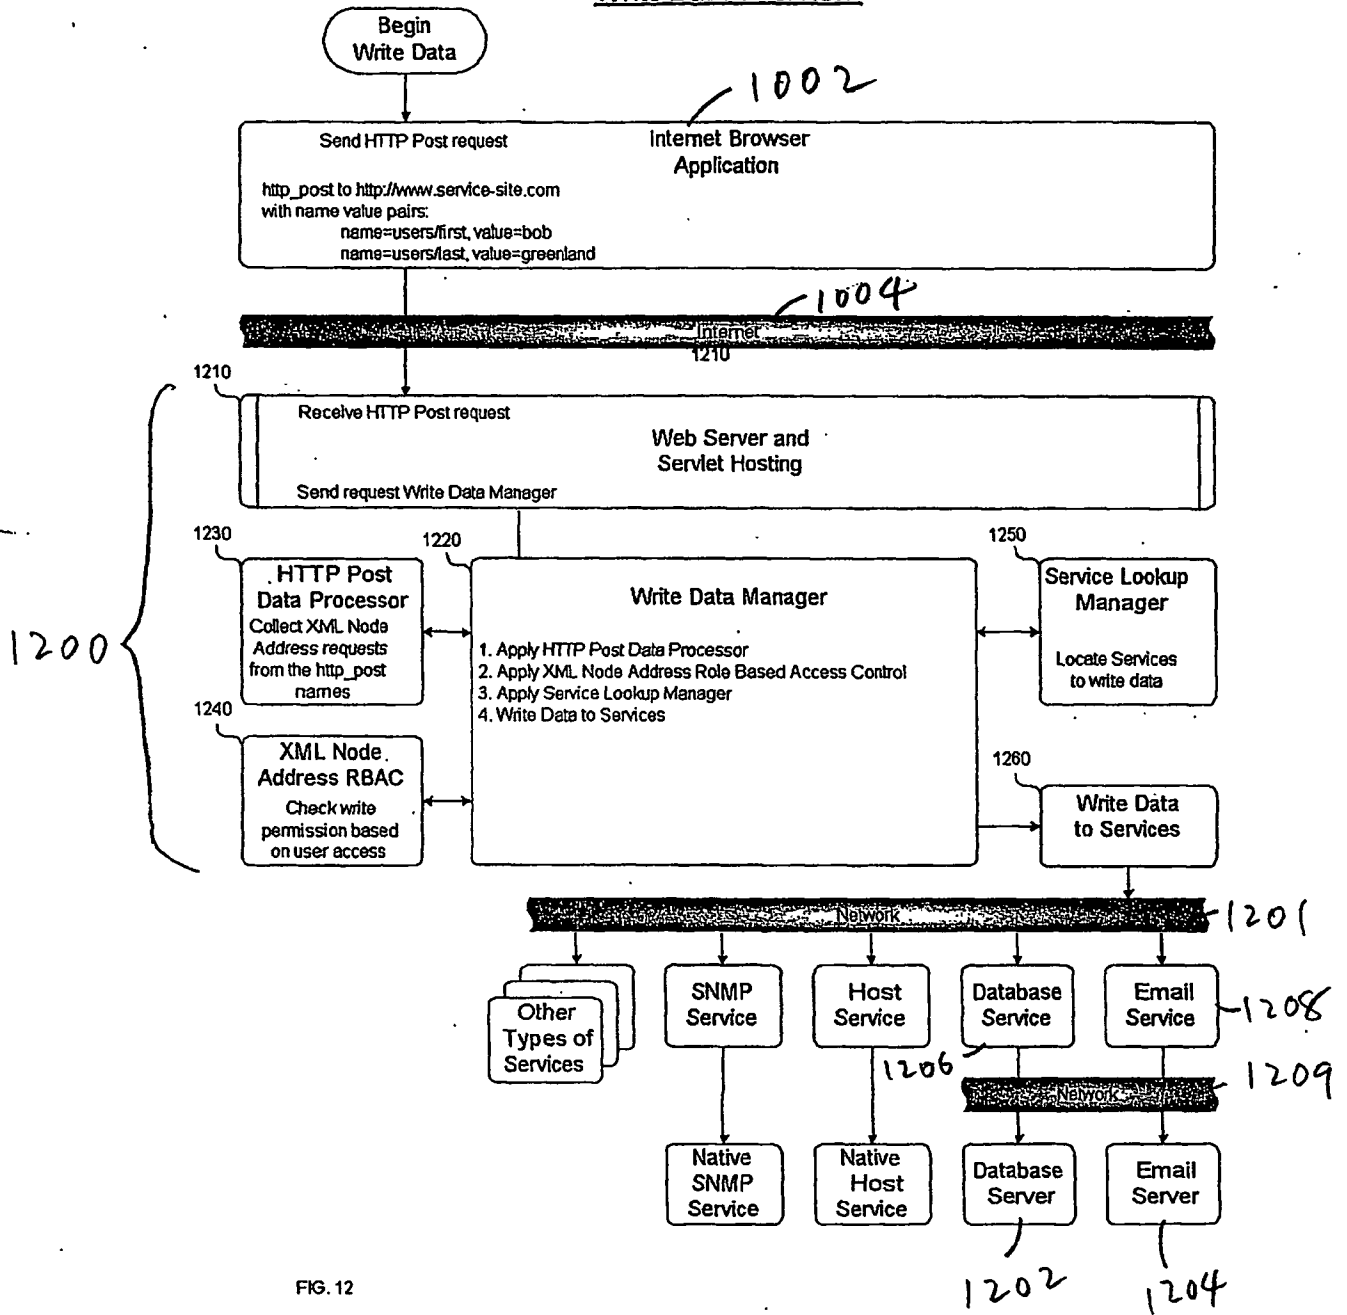 Begin
Write Data
1002
Send HTTP Post request
Internet Browser
Application
http_post to http://www.service-site.com
with name value pairs:
name=users/first, value=bob
name=users/last, value=greenland
1004
Internet
1210
1210
Receive HTTP Post request
Web Server and
Servlet Hosting
Send request Write Data Manager
1200
1230
HTTP Post
Data Processor
Collect XML Node
Address requests
from the http_post
names
1220
Write Data Manager
1. Apply HTTP Post Data Processor
2. Apply XML Node Address Role Based Access Control
3. Apply Service Lookup Manager
4. Write Data to Services
1250
Service Lookup
Manager
Locate Services
to write data
1240
XML Node
Address RBAC
Check write
permission based
on user access
1260
Write Data
to Services
Network
1201
Other
Types of
Services
SNMP
Service
Host
Service
Database
Service
Email
Service
1208
1206
1209
Network
Native
SNMP
Service
Native
Host
Service
Database
Server
Email
Server
1202
1204
FIG. 12